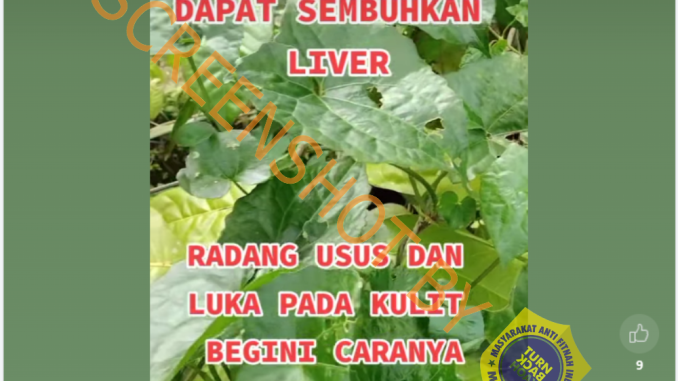 DAPAT SEMBUHKAN
LIVER
SCREENSHOT BY
RADANG USUS DAN
LUKA PADA KULIT
BEGINI CARANYA
MASYARAKAT ANTI FITNAH
TURN
BACK
9